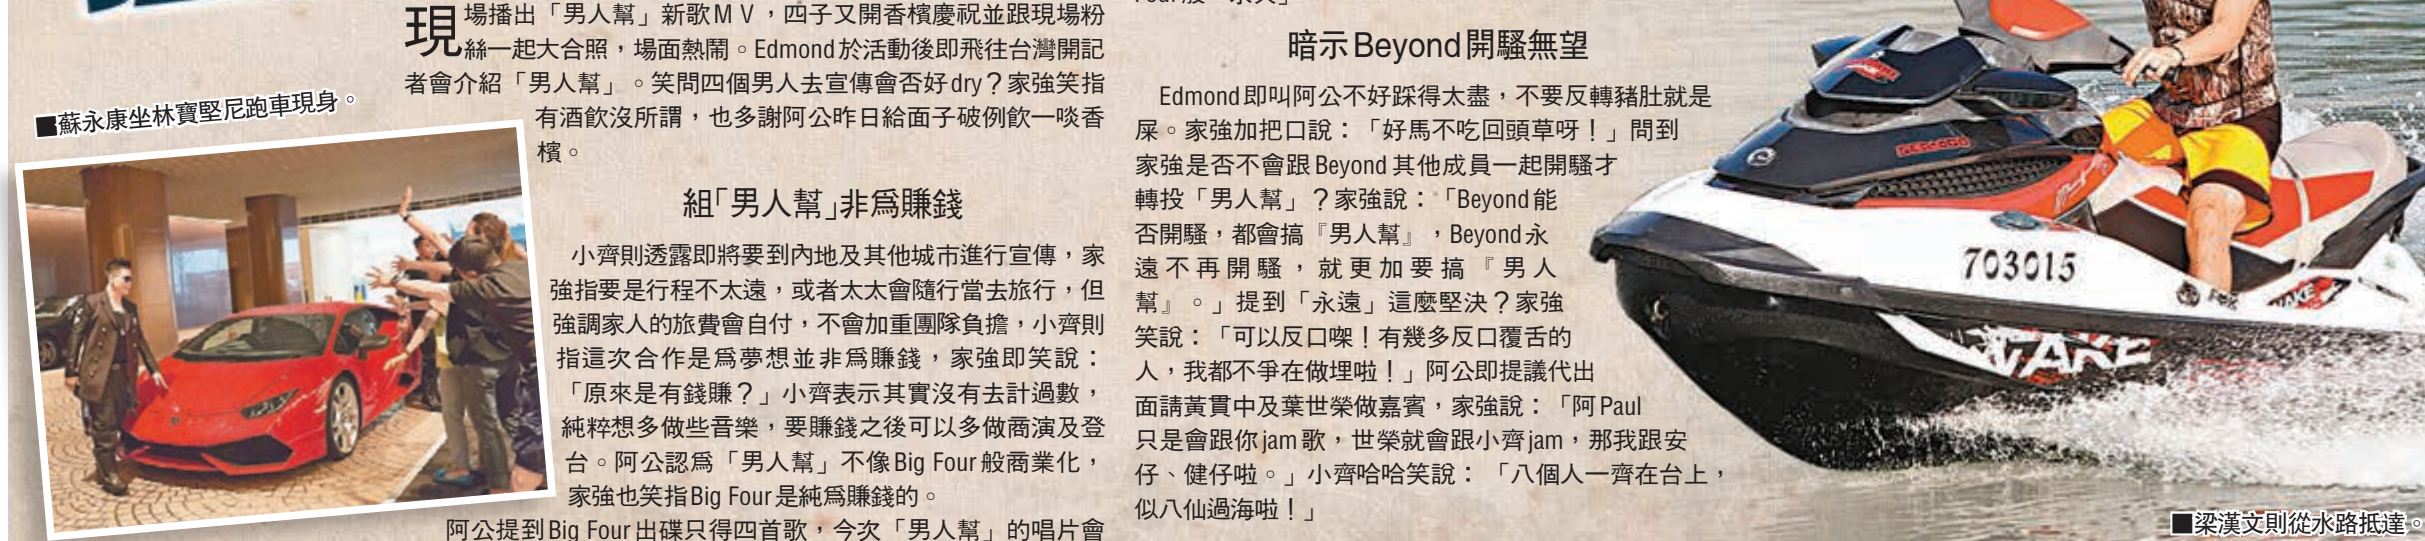 ■蘇永康坐林寶堅尼跑車現身。
現場播出「男人幫」新歌MV，四子又開香檳慶祝並跟現場粉
絲一起大合照，場面熱鬧。Edmond於活動後即飛往台灣開記
者會介紹「男人幫」。笑問四個男人去宣傳會否好dry？家強笑指
有酒飲沒所謂，也多謝阿公昨日給面子破例飲一啖香
檳。
組「男人幫」非爲賺錢
小齊則透露即將要到內地及其他城市進行宣傳，家
強指要是行程不太遠，或者太太會隨行當去旅行，但
強調家人的旅費會自付，不會加重團隊負擔，小齊則
指這次合作是爲夢想並非爲賺錢，家強即笑說：
「原來是有錢賺？」小齊表示其實沒有去計過數，
純粹想多做些音樂，要賺錢之後可以多做商演及登
台。阿公認爲「男人幫」不像Big Four般商業化，
家強也笑指Big Four是純爲賺錢的。
阿公提到Big Four出碟只得四首歌，今次「男人幫」的唱片會
暗示Beyond開騷無望
Edmond即叫阿公不好踩得太盡，不要反轉豬肚就是
屎。家強加把口說：「好馬不吃回頭草呀！」問到
家強是否不會跟Beyond其他成員一起開騷才
轉投「男人幫」？家強說：「Beyond能
否開騷，都會搞『男人幫』，Beyond永
遠不再開騷，就更加要搞『男人
幫』。」提到「永遠」這麼堅決？家強
笑說：「可以反口㗎！有幾多反口覆舌的
人，我都不爭在做埋啦！」阿公即提議代出
面請黃貫中及葉世榮做嘉賓，家強說：「阿Paul
只是會跟你jam歌，世榮就會跟小齊jam，那我跟安
仔、健仔啦。」小齊哈哈笑說：「八個人一齊在台上，
似八仙過海啦！」
703015
WAKE
■梁漢文則從水路抵達。